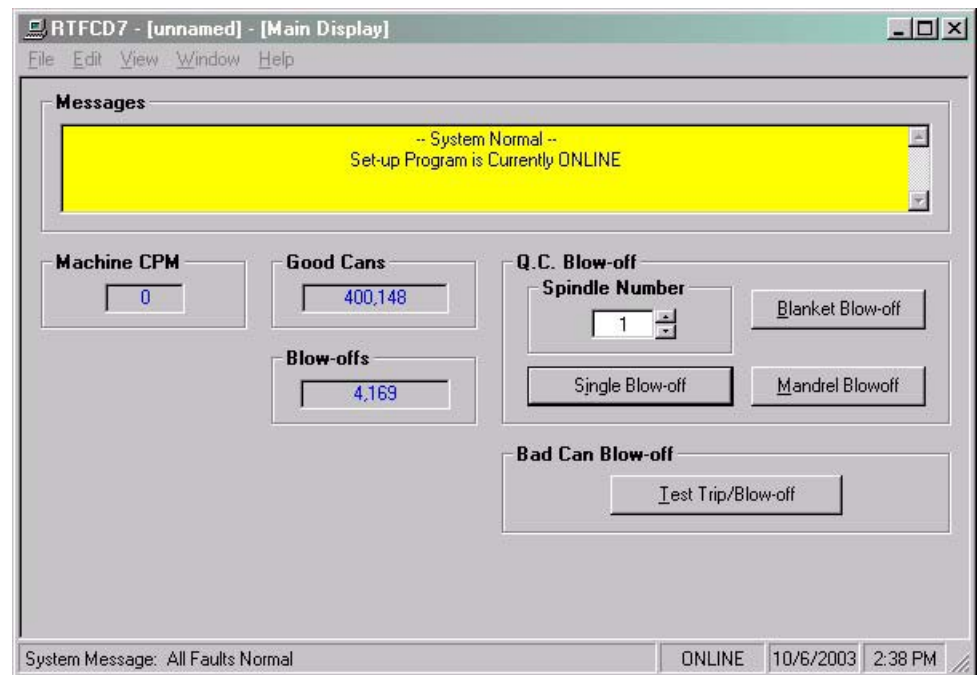 RTFCD7 - [unnamed] - [Main Display]
File Edit View Window Help
Messages
-- System Normal --
Set-up Program is Currently ONLINE
Machine CPM
0
Good Cans
400,148
Blow-offs
4,169
Q.C. Blow-off
Spindle Number
1
Blanket Blow-off
Single Blow-off
Mandrel Blowoff
Bad Can Blow-off
Test Trip/Blow-off
System Message: All Faults Normal
ONLINE
10/6/2003
2:38 PM